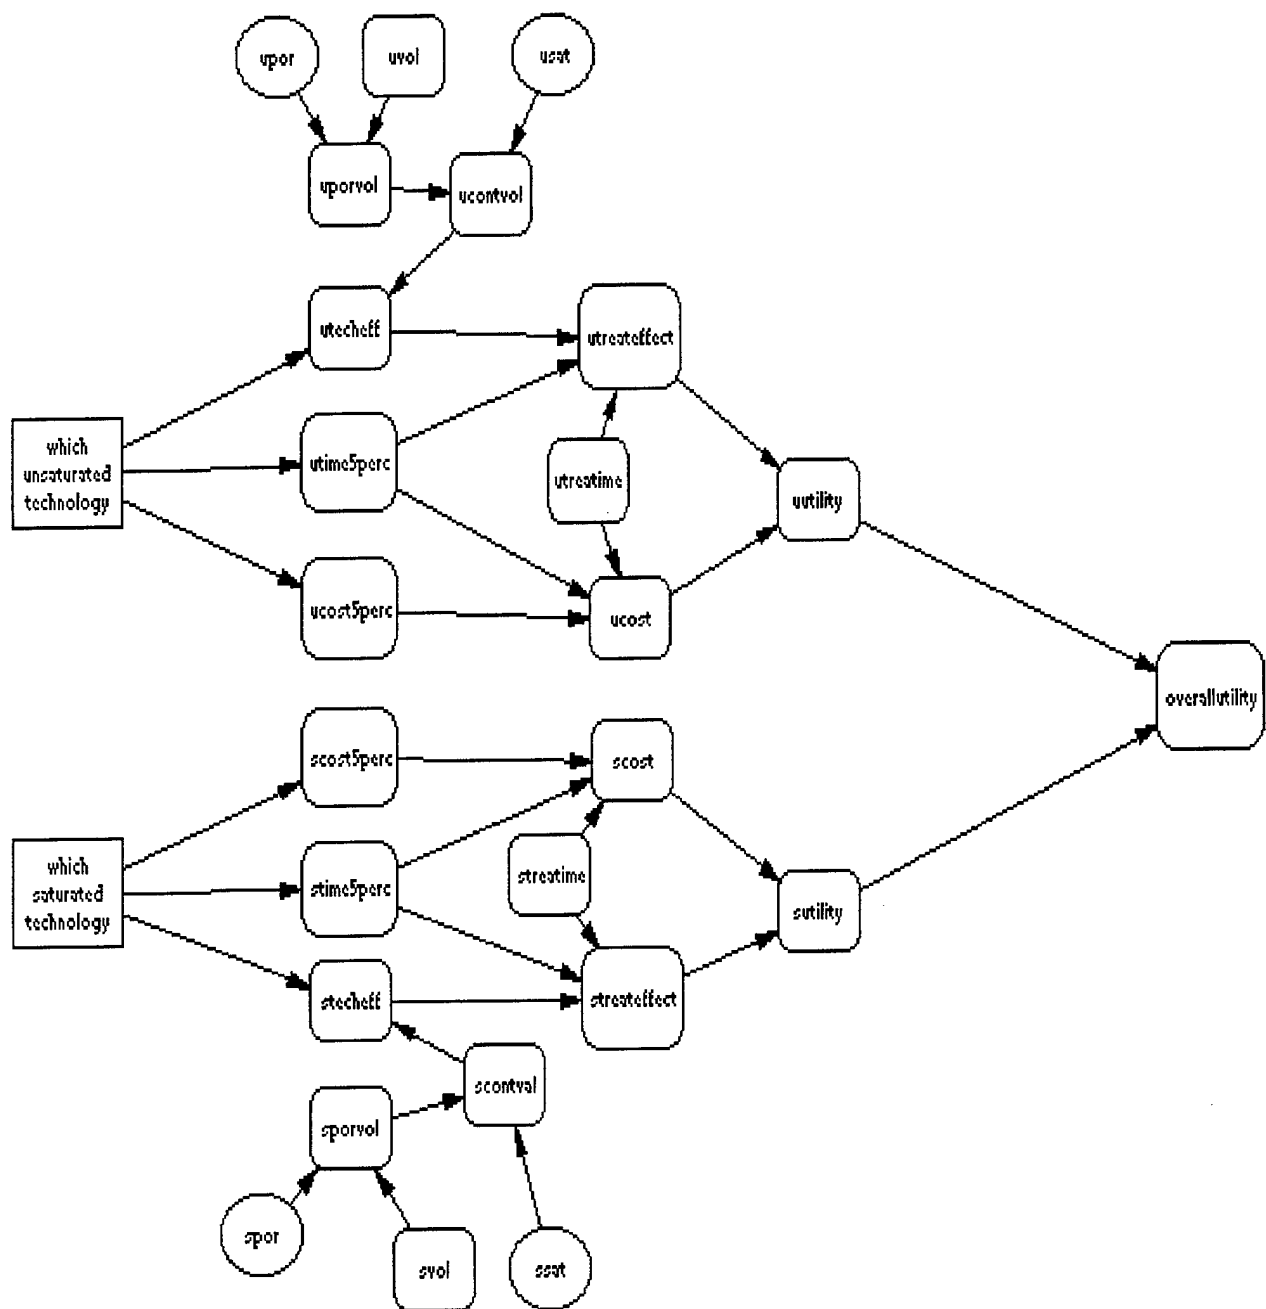 upor
uvol
usat
uporvol
ucontvol
utecheff
utreateffect
which
unsaturated
technology
utime5perc
utreatime
uutility
ucost5perc
ucost
overallutility
scost5perc
scost
which
saturated
technology
stime5perc
streatime
sutility
stecheff
streateffect
scontval
sporvol
spor
svol
ssat